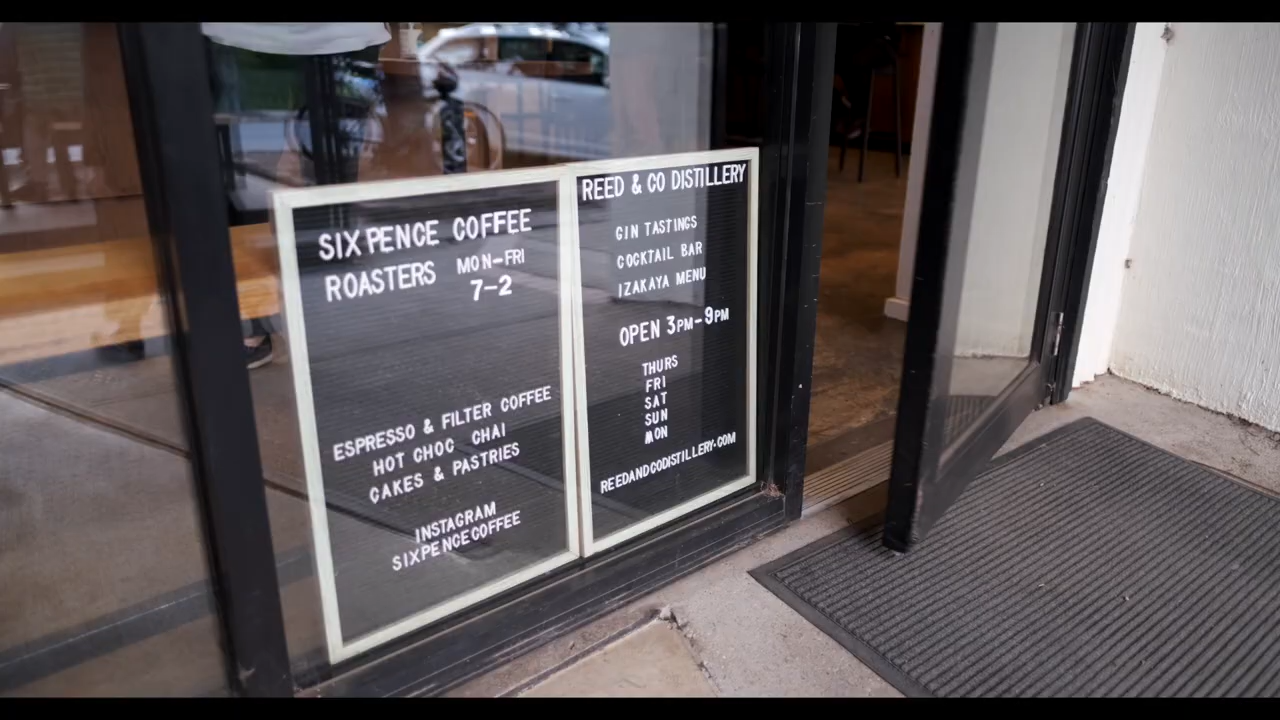 SIXPENCE COFFEE
ROASTERS MON-FRI
7-2
ESPRESSO & FILTER COFFEE
HOT CHOC CHAI
CAKES & PASTRIES
INSTAGRAM
SIXPENCECOFFEE
REED & CO DISTILLERY
GIN TASTINGS
COCKTAIL BAR
IZAKAYA MENU
OPEN 3PM-9PM
THURS
FRI
SAT
SUN
MON
REEDANDCODISTILLERY.COM